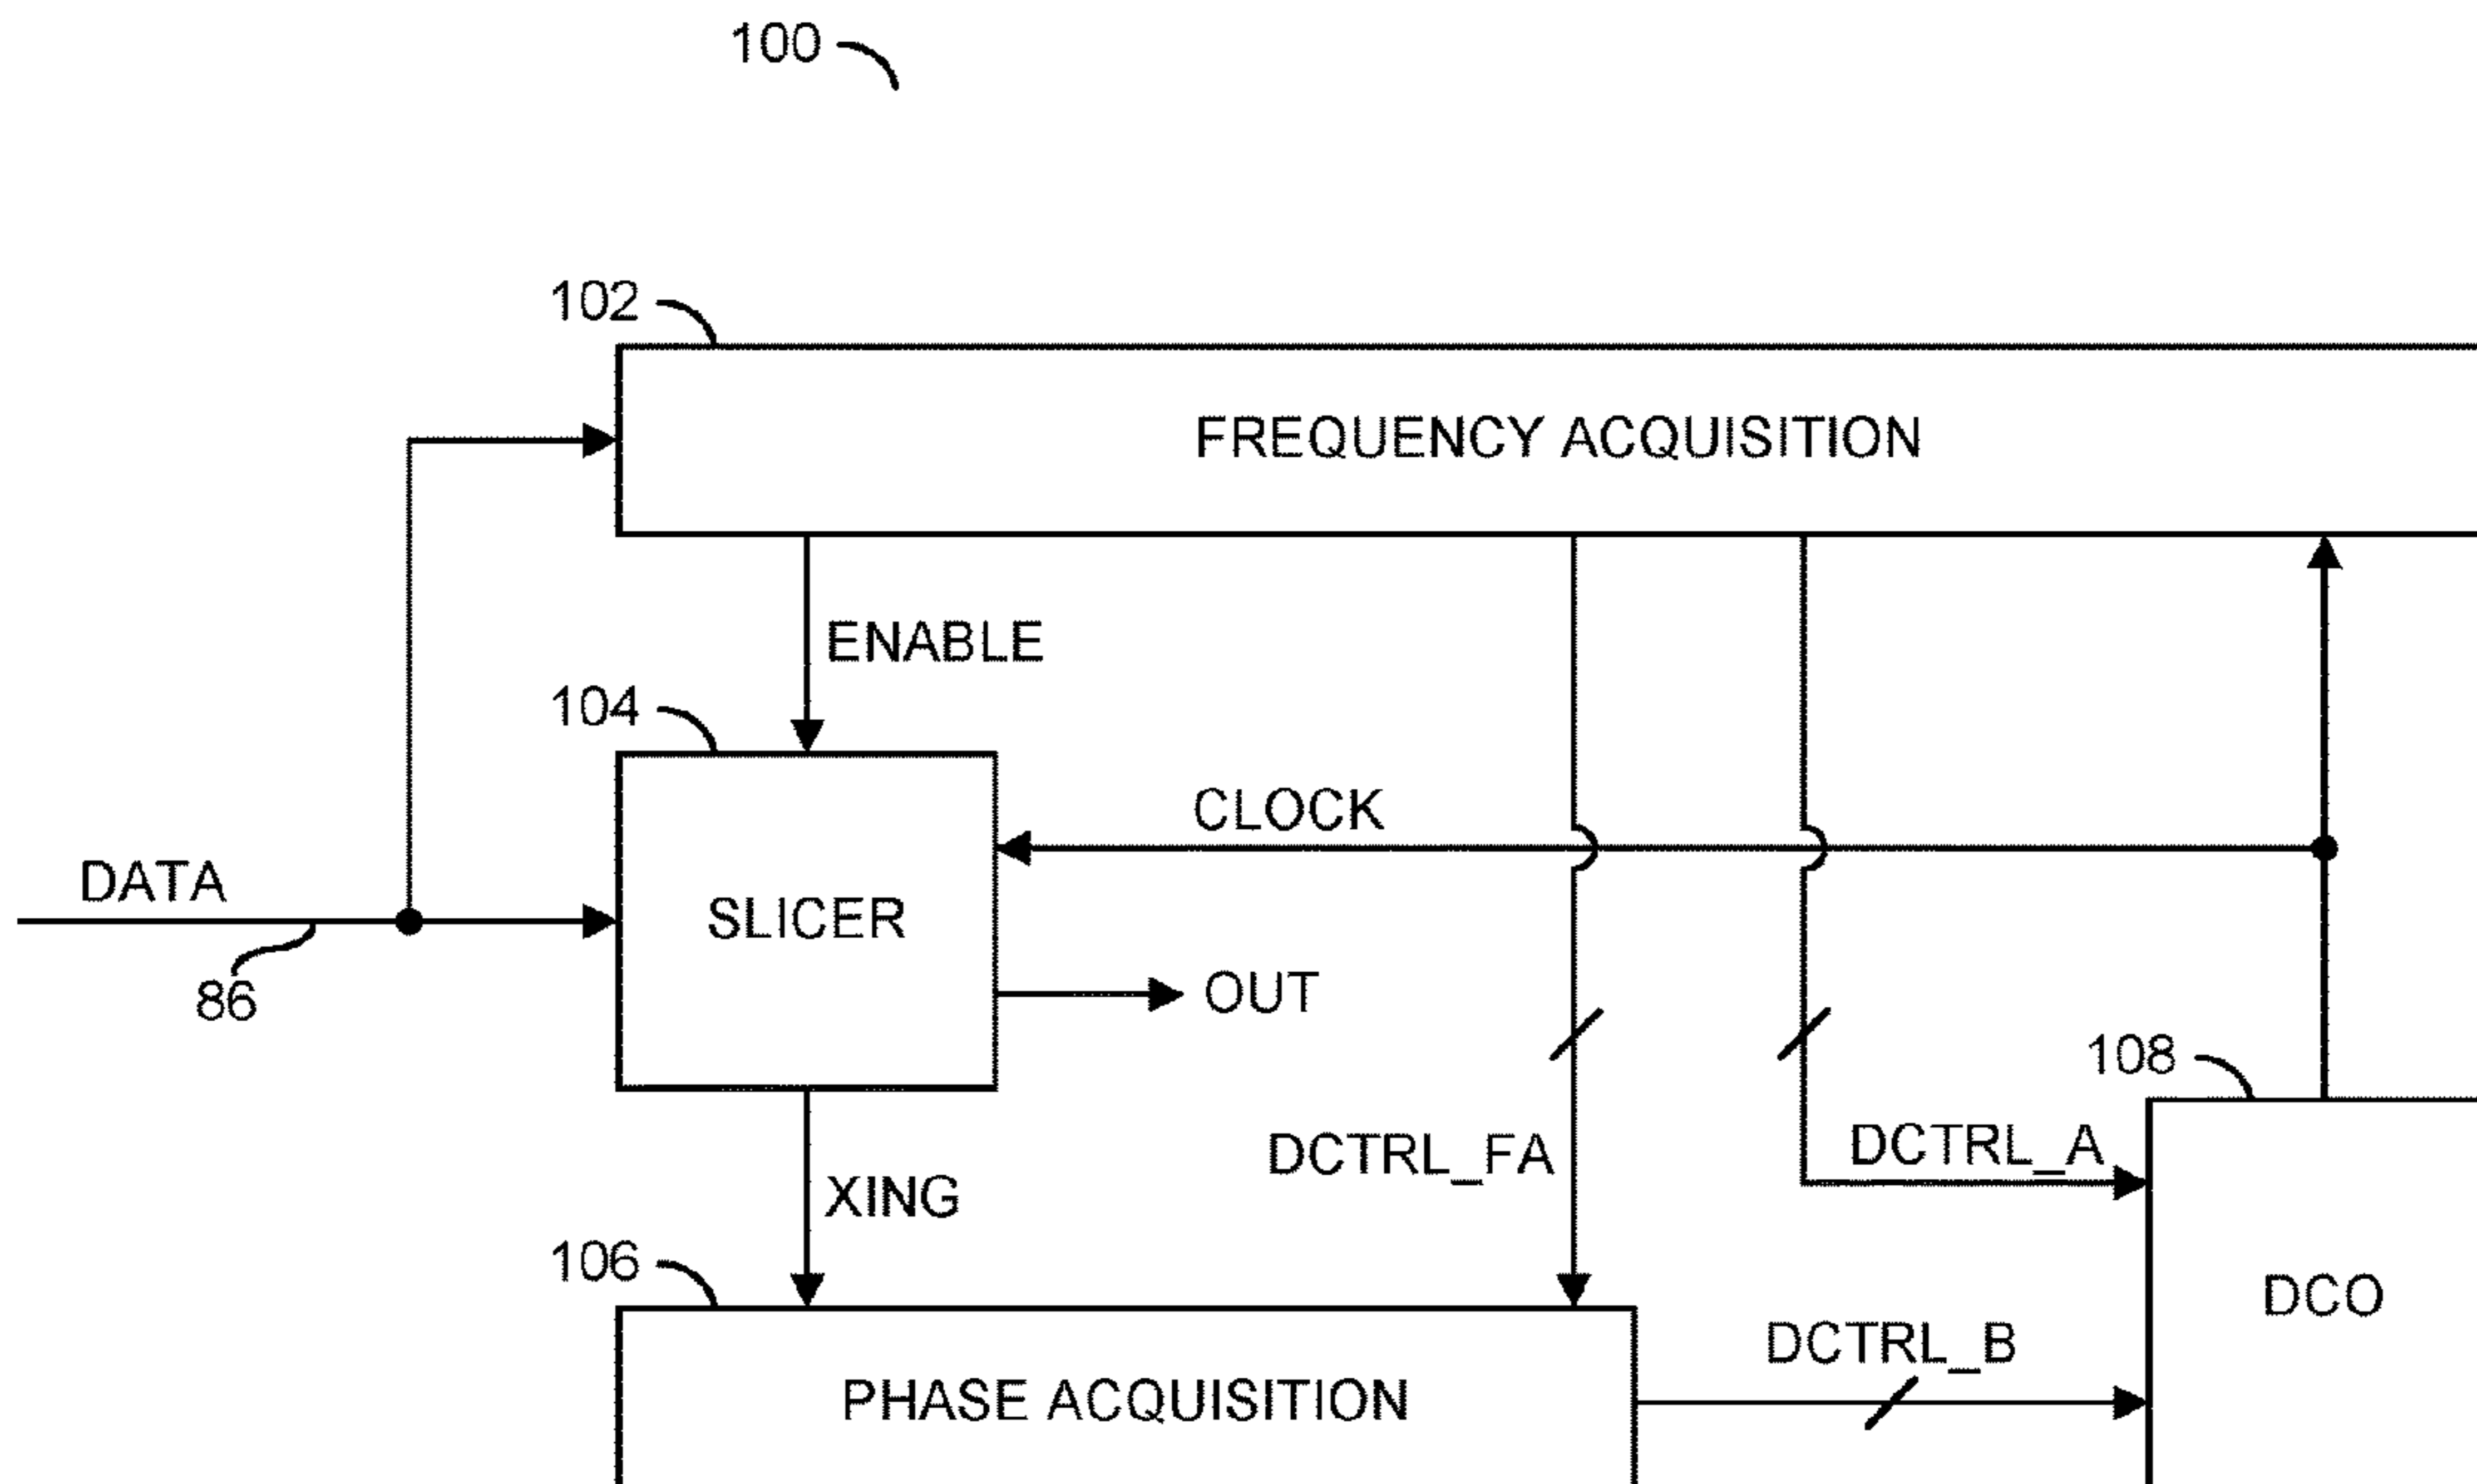 100
102
FREQUENCY ACQUISITION
ENABLE
104
CLOCK
DATA
SLICER
86
OUT
108
DCTRL_FA
DCTRL_A
XING
106
DCO
DCTRL_B
PHASE ACQUISITION